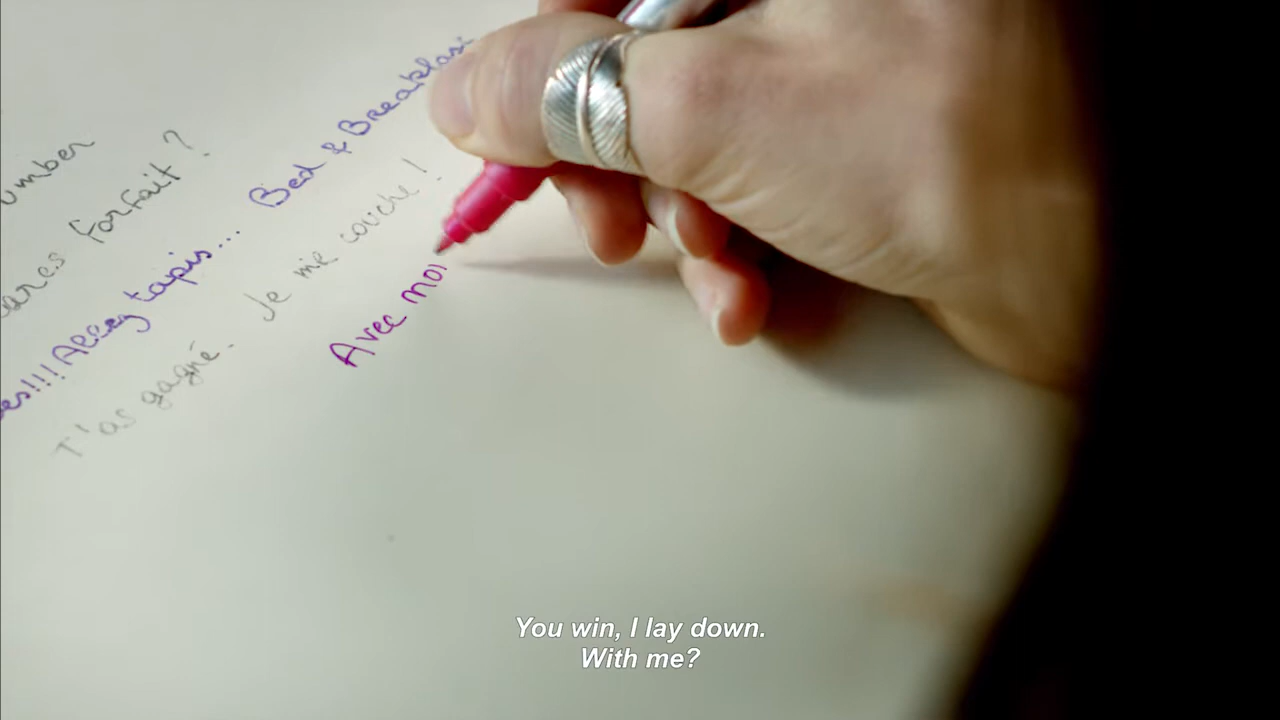 umber
ares forfait ?
es!!! Allez tapis.... Bed & Breakfast
T'as gagné. Je me couche !
Avec moi
You win, I lay down.
With me?